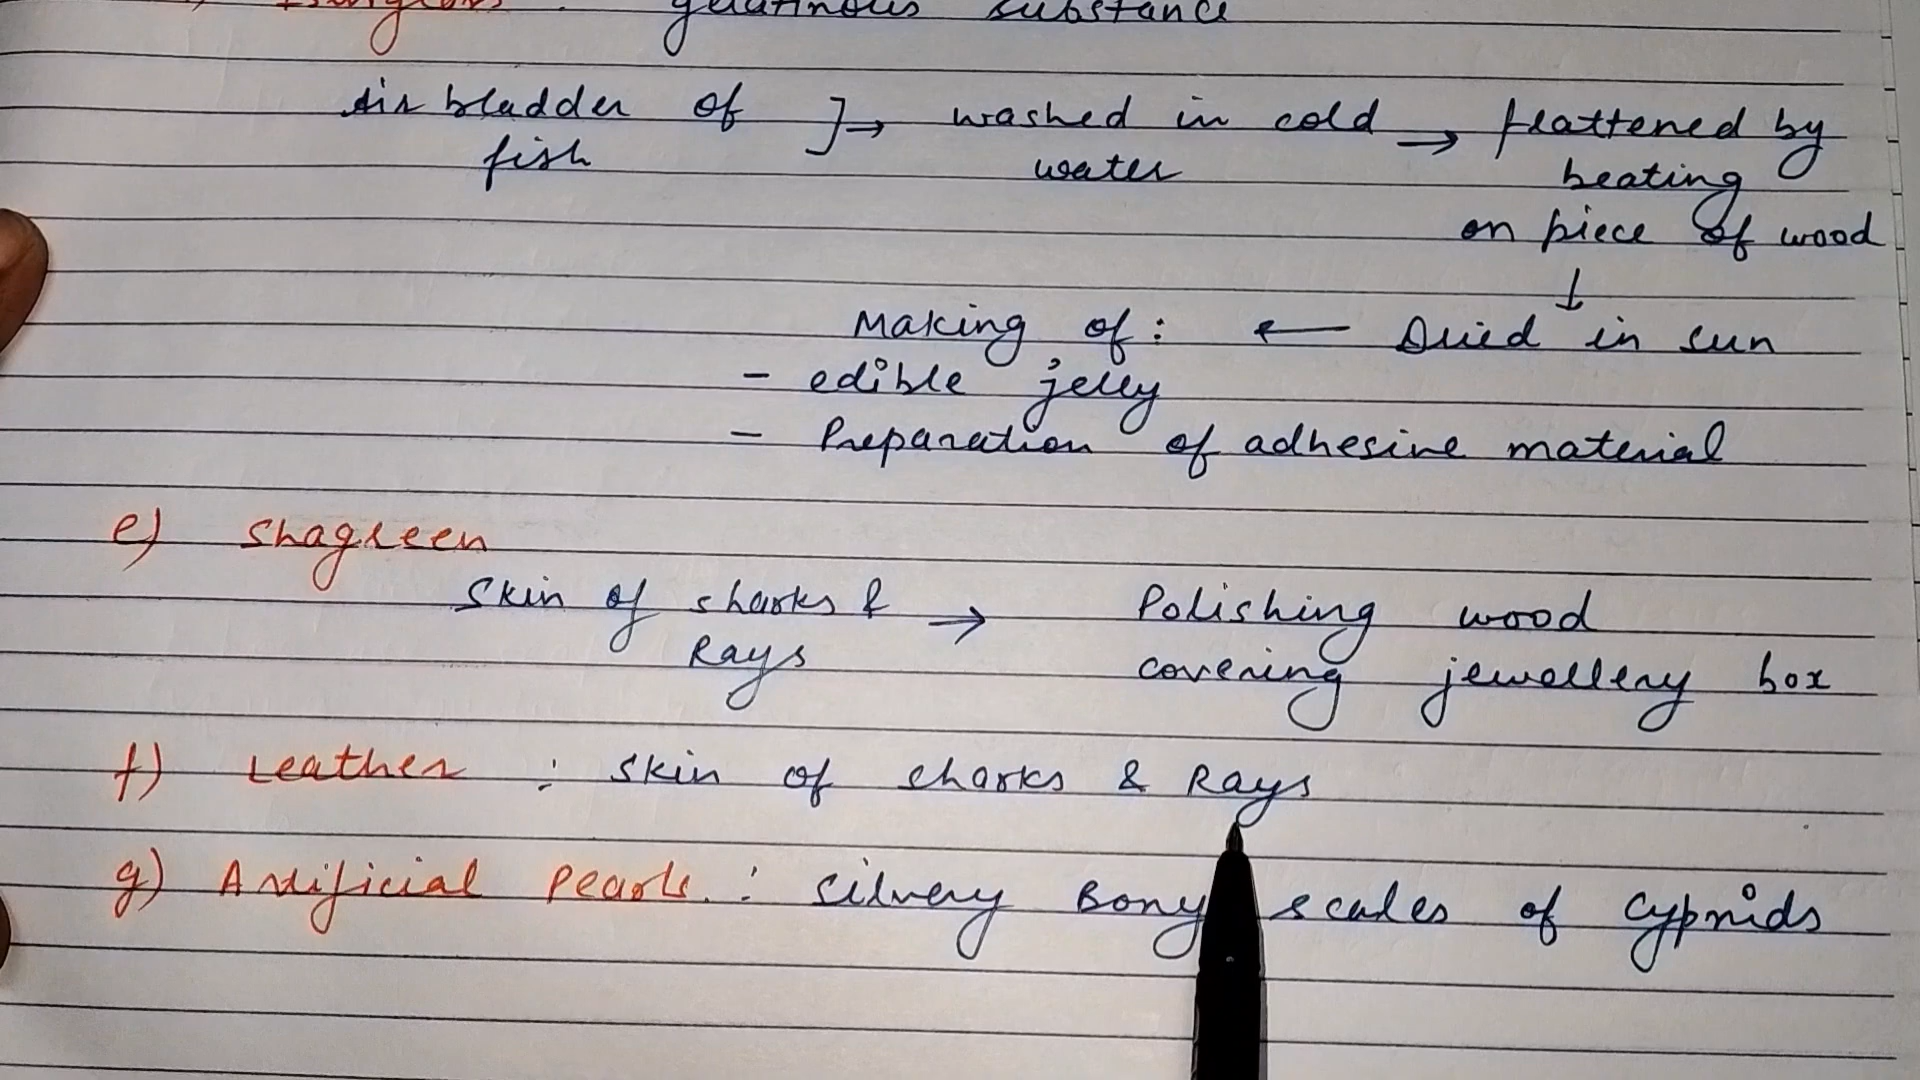 gelatinous substance
Air bladder of ] → washed in cold → flattened by
fish water beating
on piece of wood
↓
Making of : ← Dried in sun
- edible jelly
- Preparation of adhesive material
e) Shagreen
Skin of sharks & → Polishing wood
Rays covering jewellery box
f) Leather : Skin of sharks & Rays
g) Artificial Pearls : Silvery Bony scales of Cyprids